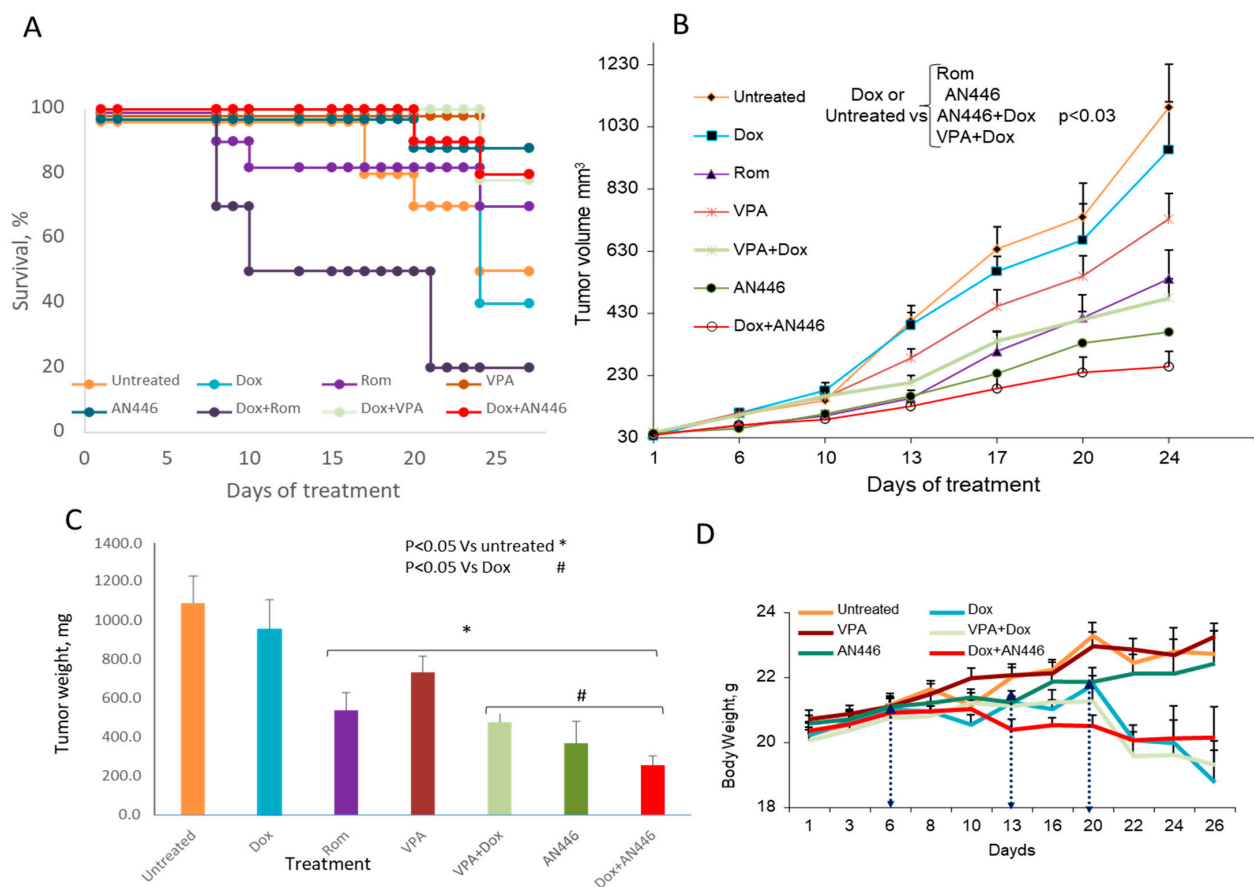 A
100
80
60
40
20
0
Survival, %
0 5 10 15 20 25
Days of treatment
Untreated Dox Rom VPA
AN446 Dox+Rom Dox+VPA Dox+AN446
B
1230
1030
830
630
430
230
30
Tumor volume mm³
Untreated
Dox
Rom
VPA
VPA+Dox
AN446
Dox+AN446
Rom
Dox or AN446
Untreated vs AN446+Dox p<0.03
VPA+Dox
1 6 10 13 17 20 24
Days of treatment
C
1400.0
1200.0
1000.0
800.0
600.0
400.0
200.0
0.0
Tumor weight, mg
P<0.05 Vs untreated *
P<0.05 Vs Dox #
*
#
Untreated Dox Rom VPA VPA+Dox AN446 Dox+AN446
Treatment
D
24
22
20
18
Body Weight, g
Untreated Dox
VPA VPA+Dox
AN446 Dox+AN446
1 3 6 8 10 13 16 20 22 24 26
Dayds